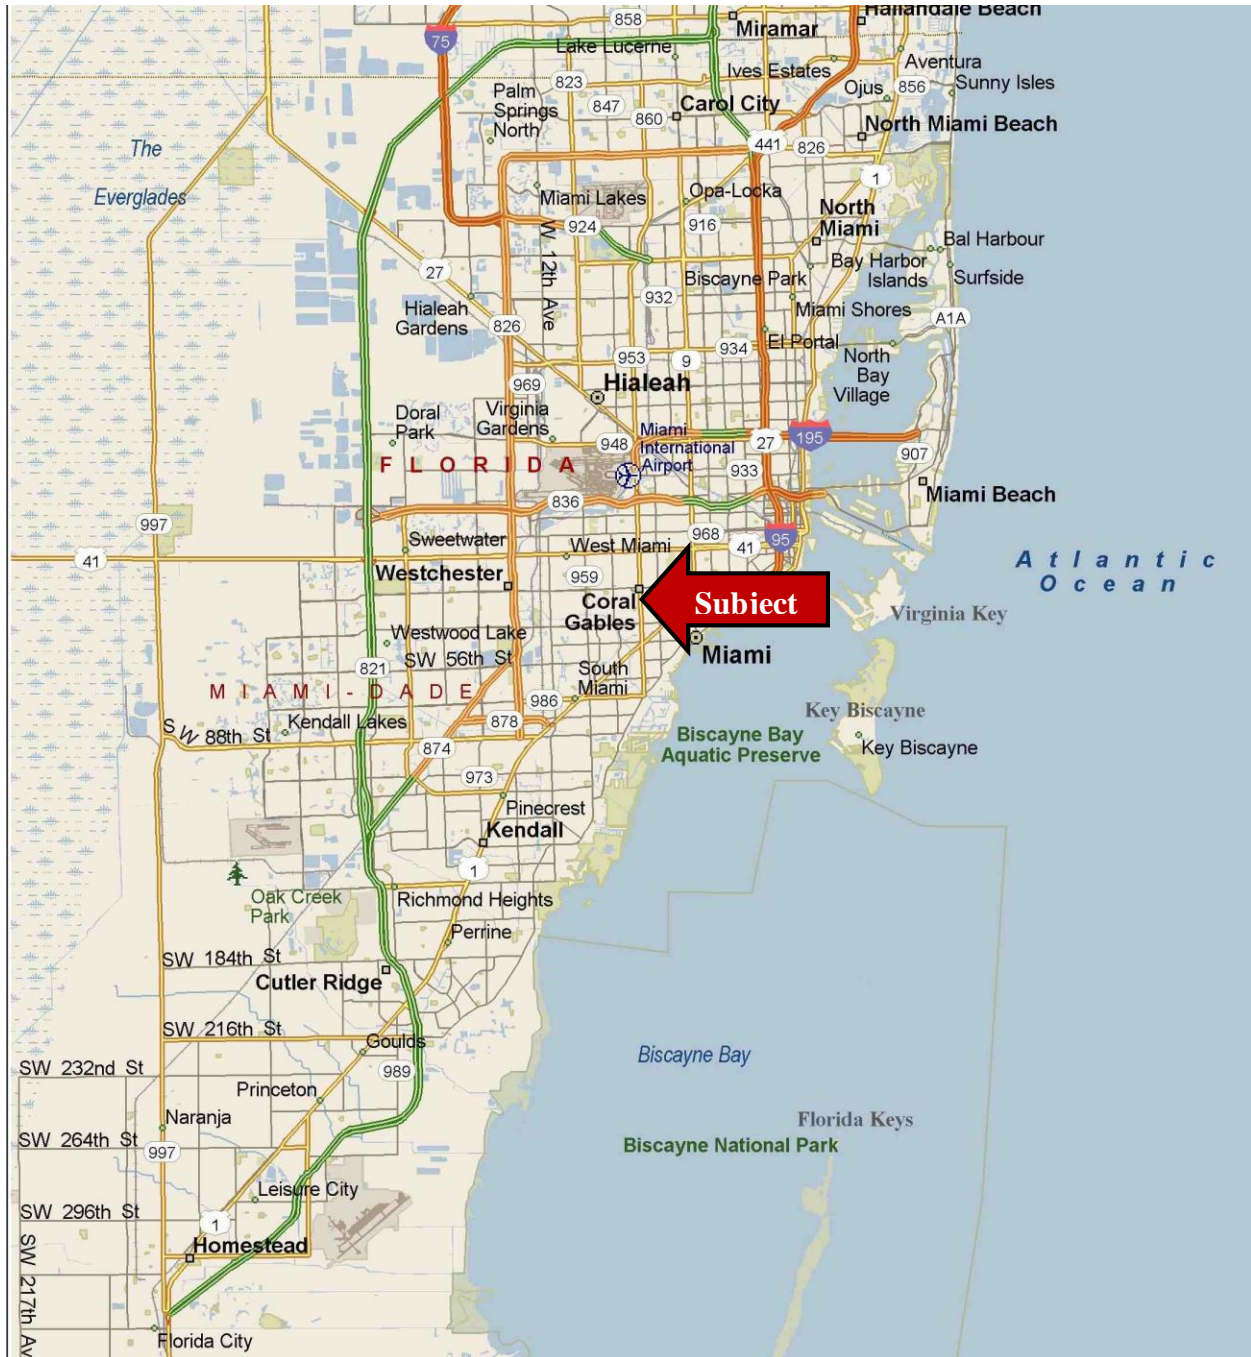 Hallandale Beach
858
Miramar
75
Lake Lucerne
Ives Estates
Aventura
823
Palm
Springs
North
847
860
Carol City
Ojus
856
Sunny Isles
North Miami Beach
The
Everglades
441
826
1
Miami Lakes
Opa-Locka
North
Miami
924
916
W 12th Ave
Bal Harbour
Bay Harbor
Islands
Surfside
27
Biscayne Park
Hialeah
Gardens
932
Miami Shores
A1A
826
El Portal
953
9
934
North
Bay
Village
969
Hialeah
Doral
Park
Virginia
Gardens
948
Miami
International
Airport
27
195
907
FLORIDA
933
Miami Beach
836
997
968
95
41
Sweetwater
West Miami
41
Atlantic
Ocean
Westchester
959
Coral
Gables
Subiect
Virginia Key
Westwood Lake
SW 56th St
Miami
821
South
Miami
MIAMI-DADE
986
Key Biscayne
SW 88th St
Kendall Lakes
878
Biscayne Bay
Aquatic Preserve
Key Biscayne
874
973
Pinecrest
Kendall
1
Oak Creek
Park
Richmond Heights
Perrine
SW 184th St
Cutler Ridge
SW 216th St
Goulds
Biscayne Bay
SW 232nd St
989
Princeton
Naranja
Florida Keys
SW 264th St
997
Biscayne National Park
Leisure City
SW 296th St
1
Homestead
SW 217th Av
Florida City